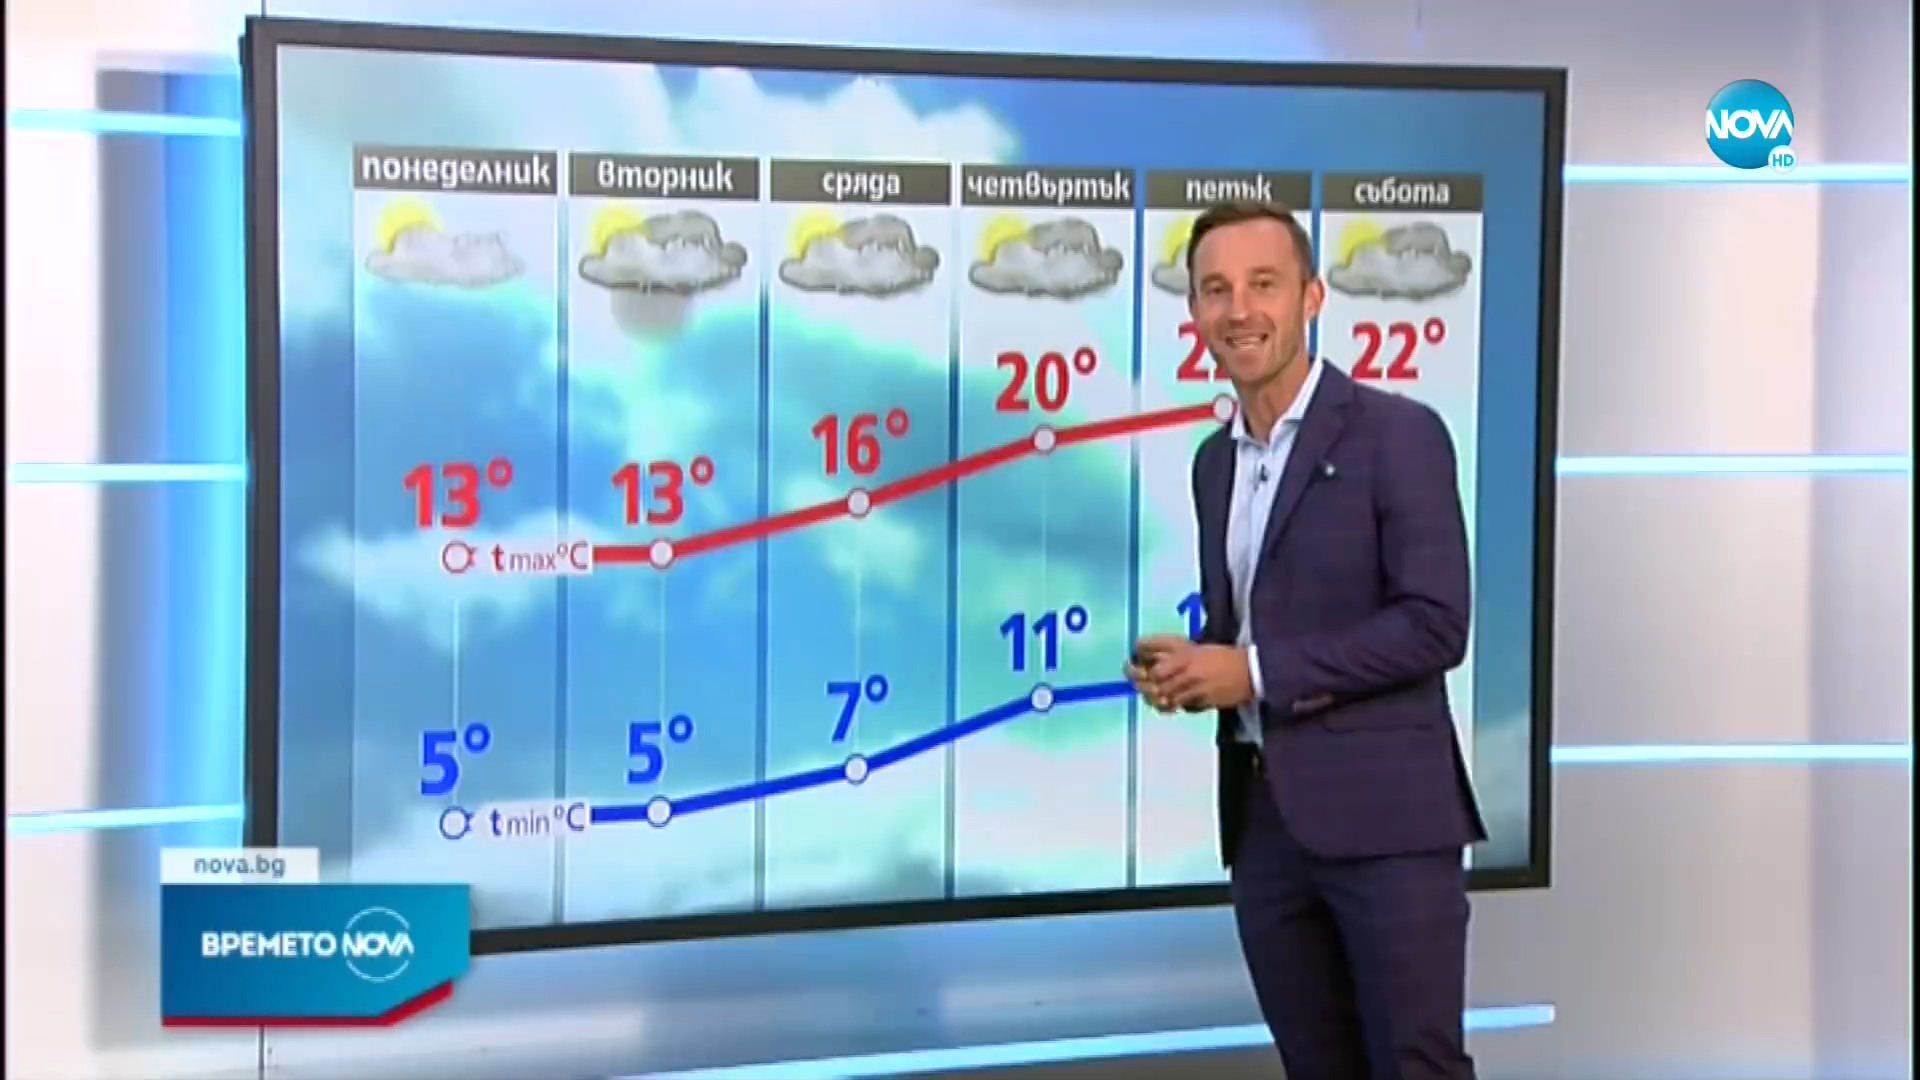 NOVA
HD
понеделник вторник сряда четвъртък петък събота
22°
20°
16°
13° 13°
t max°C
11°
7°
5° 5°
t min°C
nova.bg
ВРЕМЕТО NOVA